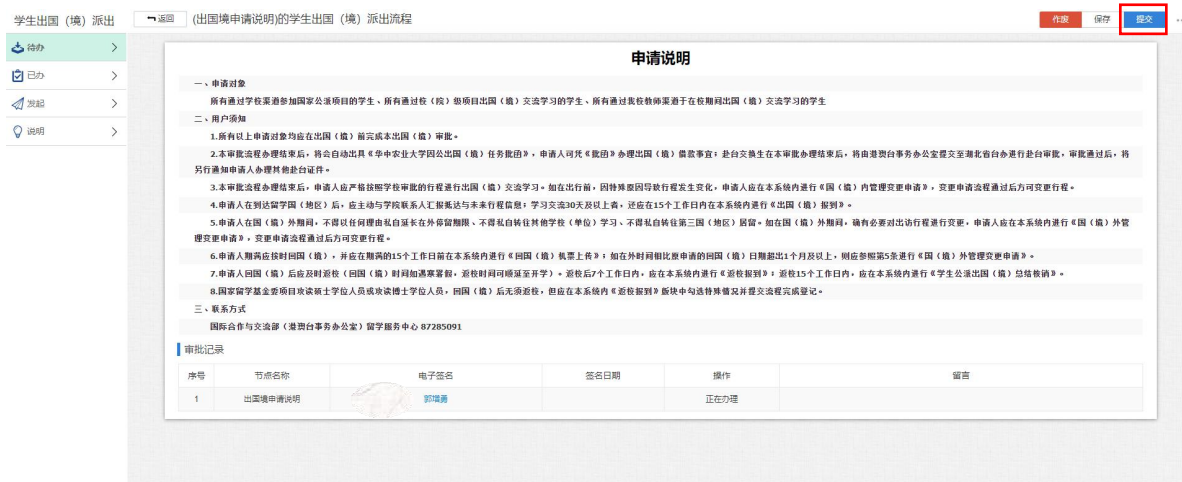 学生出国（境）派出
返回
(出国境申请说明)的学生出国（境）派出流程
作废
保存
提交
待办
已办
发起
说明
申请说明
一、申请对象
所有通过学校渠道参加国家公派项目的学生、所有通过校（院）级项目出国（境）交流学习的学生、所有通过我校教师渠道于在校期间出国（境）交流学习的学生
二、用户须知
1.所有以上申请对象均应在出国（境）前完成本出国（境）审批。
2.本审批流程办理结束后，将会自动出具《华中农业大学因公出国（境）任务批函》，申请人可凭《批函》办理出国（境）借款事宜；赴台交换生在本审批办理结束后，将由港澳台事务办公室提交至湖北省台办进行赴台审批，审批通过后，将
另行通知申请人办理其他赴台证件。
3.本审批流程办理结束后，申请人应严格按照学校审批的行程进行出国（境）交流学习。如在出行前，因特殊原因导致行程发生变化，申请人应在本系统内进行《国（境）内管理变更申请》，变更申请流程通过后方可变更行程。
4.申请人在到达留学国（地区）后，应主动与学院联系人汇报抵达与未来行程信息；学习交流30天及以上者，还应在15个工作日内在本系统内进行《出国（境）报到》。
5.申请人在国（境）外期间，不得以任何理由私自延长在外停留期限、不得私自转往其他学校（单位）学习、不得私自转往第三国（地区）居留。如在国（境）外期间，确有必要对出访行程进行变更，申请人应在本系统内进行《国（境）外管
理变更申请》，变更申请流程通过后方可变更行程。
6.申请人期满应按时回国（境），并应在期满的15个工作日前在本系统内进行《回国（境）机票上传》；如在外时间相比原申请的回国（境）日期超出1个月及以上，则应参照第5条进行《国（境）外管理变更申请》。
7.申请人回国（境）后应及时返校（回国（境）时间如遇寒暑假，返校时间可顺延至开学）。返校后7个工作日内，应在本系统内进行《返校报到》；返校15个工作日内，应在本系统内进行《学生公派出国（境）总结核销》。
8.国家留学基金委项目攻读硕士学位人员或攻读博士学位人员，回国（境）后无须返校，但应在本系统内《返校报到》版块中勾选特殊情况并提交流程完成登记。
三、联系方式
国际合作与交流部（港澳台事务办公室）留学服务中心 87285091
审批记录
序号 节点名称 电子签名 签名日期 操作 留言
1 出国境申请说明 郭增勇 正在办理